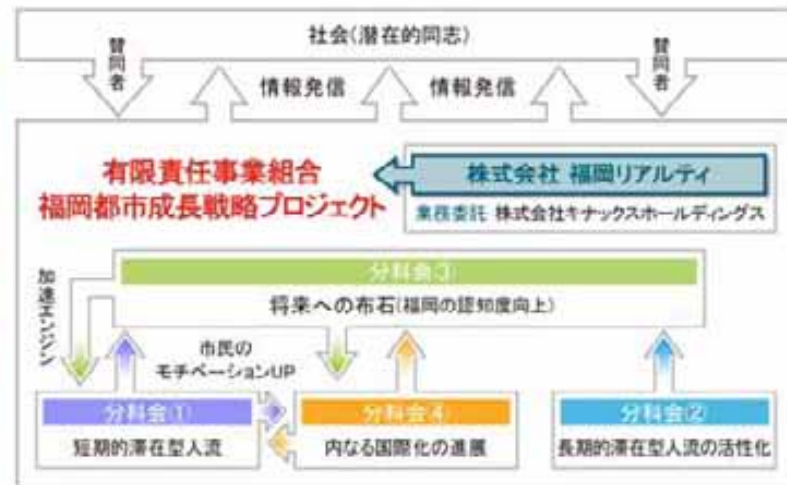 社会(潜在的同志)
賛同者
情報発信
情報発信
賛同者
有限責任事業組合
福岡都市成長戦略プロジェクト
株式会社 福岡リアルティ
業務委託 株式会社キナックスホールディングス
加速エンジン
分科会③
将来への布石(福岡の認知度向上)
市民の
モチベーションUP
分科会①
短期的滞在型人流
分科会④
内なる国際化の進展
分科会②
長期的滞在型人流の活性化